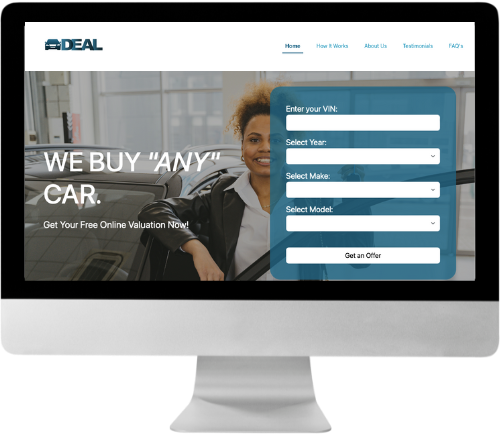 DEAL
Home How It Works About Us Testimonials FAQ's
WE BUY "ANY"
CAR.
Get Your Free Online Valuation Now!
Enter your VIN:
Select Year:
Select Make:
Select Model:
Get an Offer